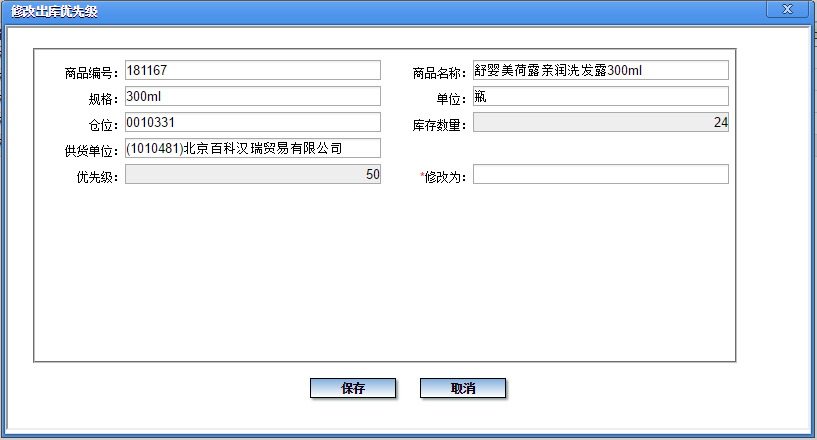 修改出库优先级
商品编号： 181167 商品名称： 舒婴美荷露亲润洗发露300ml
规格： 300ml 单位： 瓶
仓位： 0010331 库存数量： 24
供货单位： (1010481)北京百科汉瑞贸易有限公司
优先级： 50 *修改为：
保存 取消